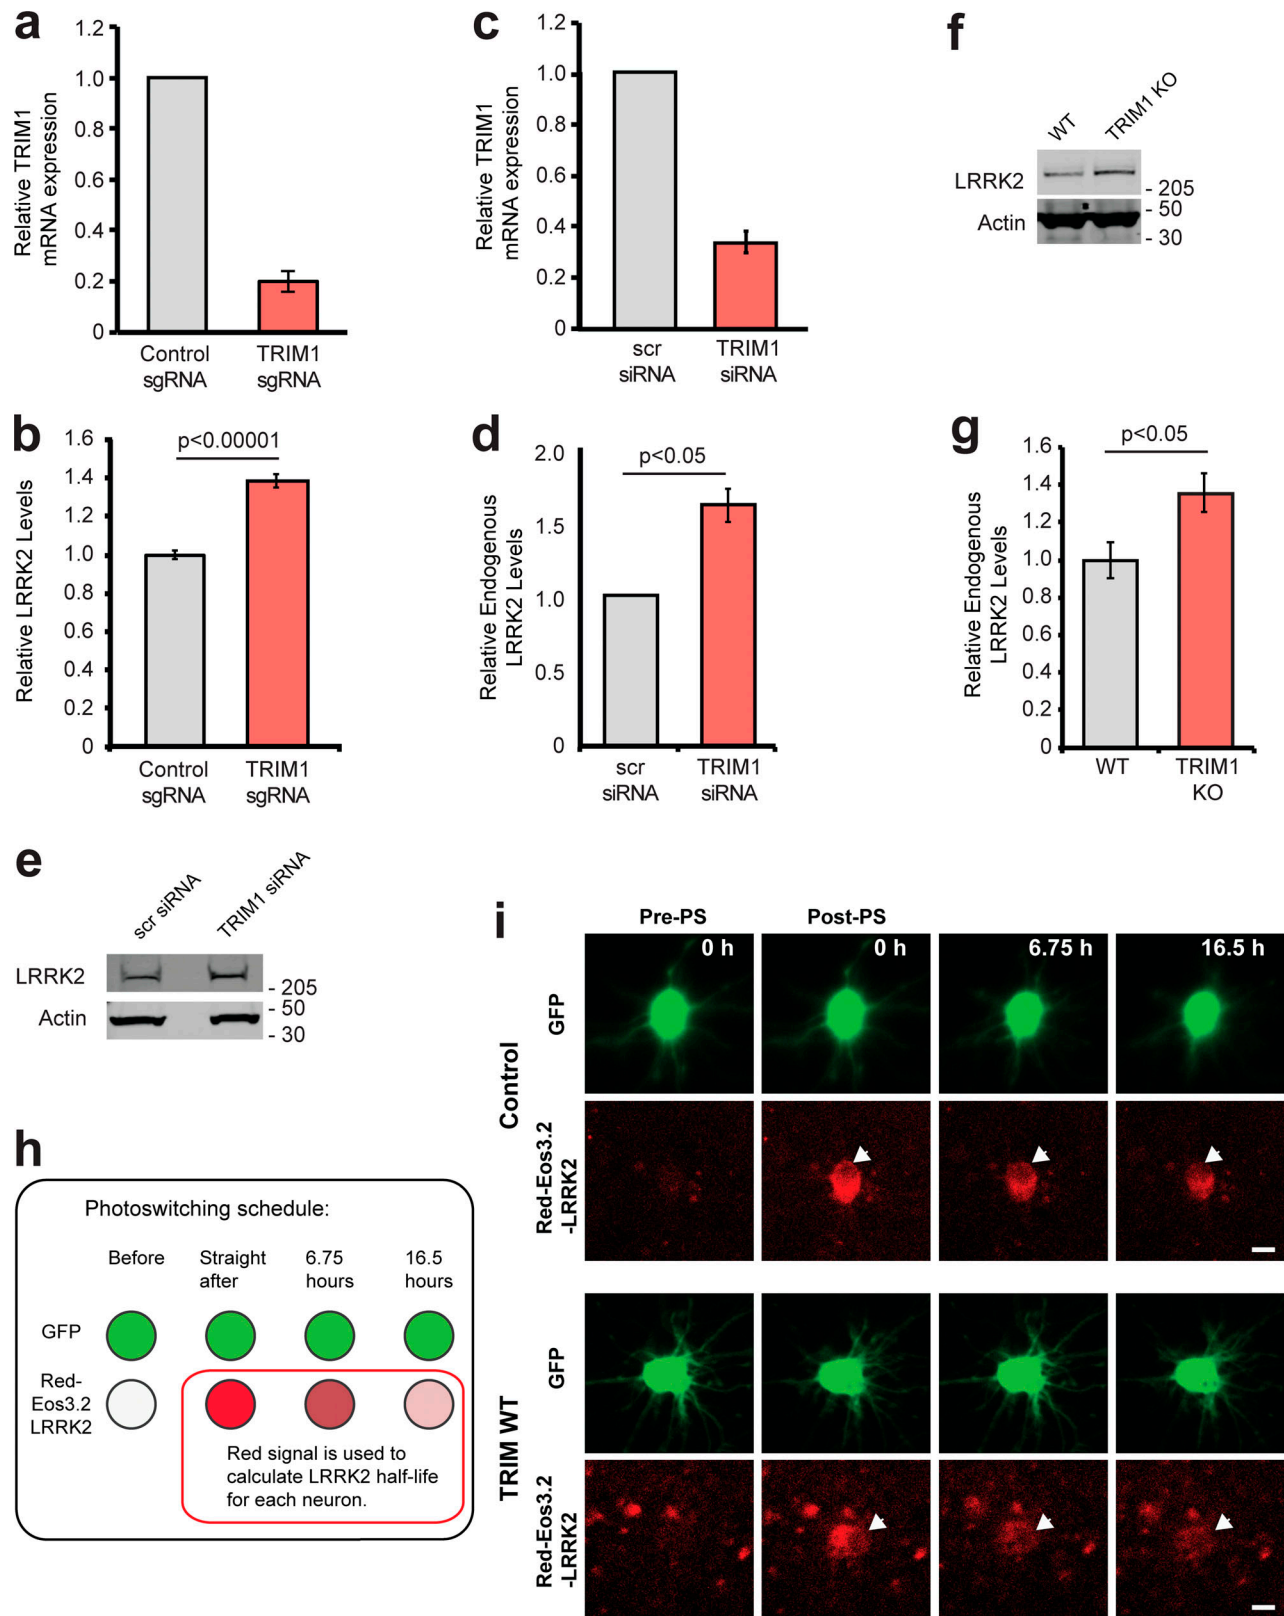 a
1.2
1.0
0.8
0.6
0.4
0.2
0
Relative TRIM1
mRNA expression
Control
sgRNA
TRIM1
sgRNA
c
1.2
1.0
0.8
0.6
0.4
0.2
0
Relative TRIM1
mRNA expression
scr
siRNA
TRIM1
siRNA
f
WT
TRIM1 KO
LRRK2
- 205
- 50
Actin
- 30
b
p<0.00001
1.6
1.4
1.2
1.0
0.8
0.6
0.4
0.2
0
Relative LRRK2 Levels
Control
sgRNA
TRIM1
sgRNA
d
p<0.05
2.0
1.5
1.0
0.5
0
Relative Endogenous
LRRK2 Levels
scr
siRNA
TRIM1
siRNA
g
p<0.05
1.6
1.4
1.2
1.0
0.8
0.6
0.4
0.2
0
Relative Endogenous
LRRK2 Levels
WT
TRIM1
KO
e
scr siRNA
TRIM1 siRNA
LRRK2
- 205
- 50
Actin
- 30
h
Photoswitching schedule:
Before
Straight
after
6.75
hours
16.5
hours
GFP
Red-
Eos3.2
LRRK2
Red signal is used to
calculate LRRK2 half-life
for each neuron.
i
Pre-PS
Post-PS
0 h
0 h
6.75 h
16.5 h
Control
GFP
Red-Eos3.2
-LRRK2
TRIM WT
GFP
Red-Eos3.2
-LRRK2